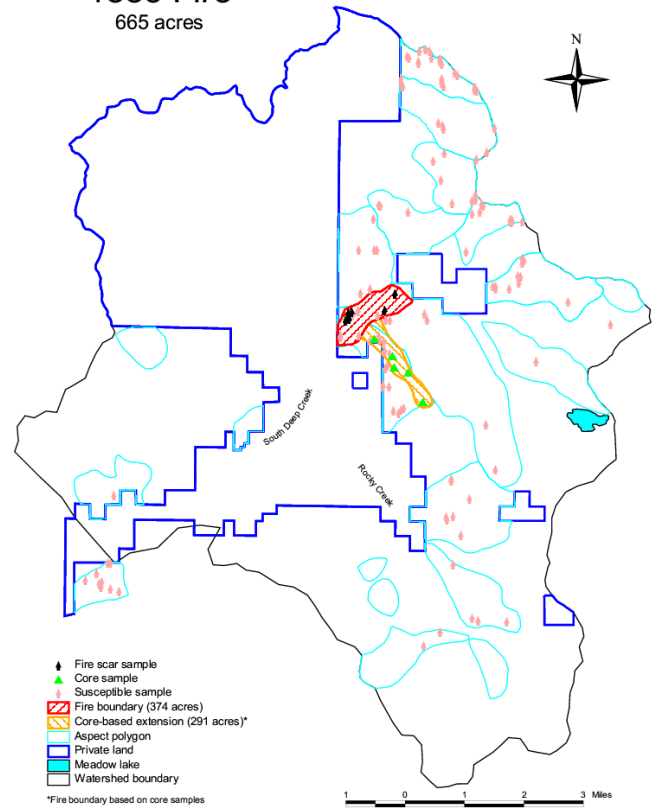 665 acres
N
South Deep Creek
Rocky Creek
Fire scar sample
Core sample
Susceptible sample
Fire boundary (374 acres)
Core-based extension (291 acres)*
Aspect polygon
Private land
Meadow lake
Watershed boundary
*Fire boundary based on core samples
1 0 1 2 3 Miles